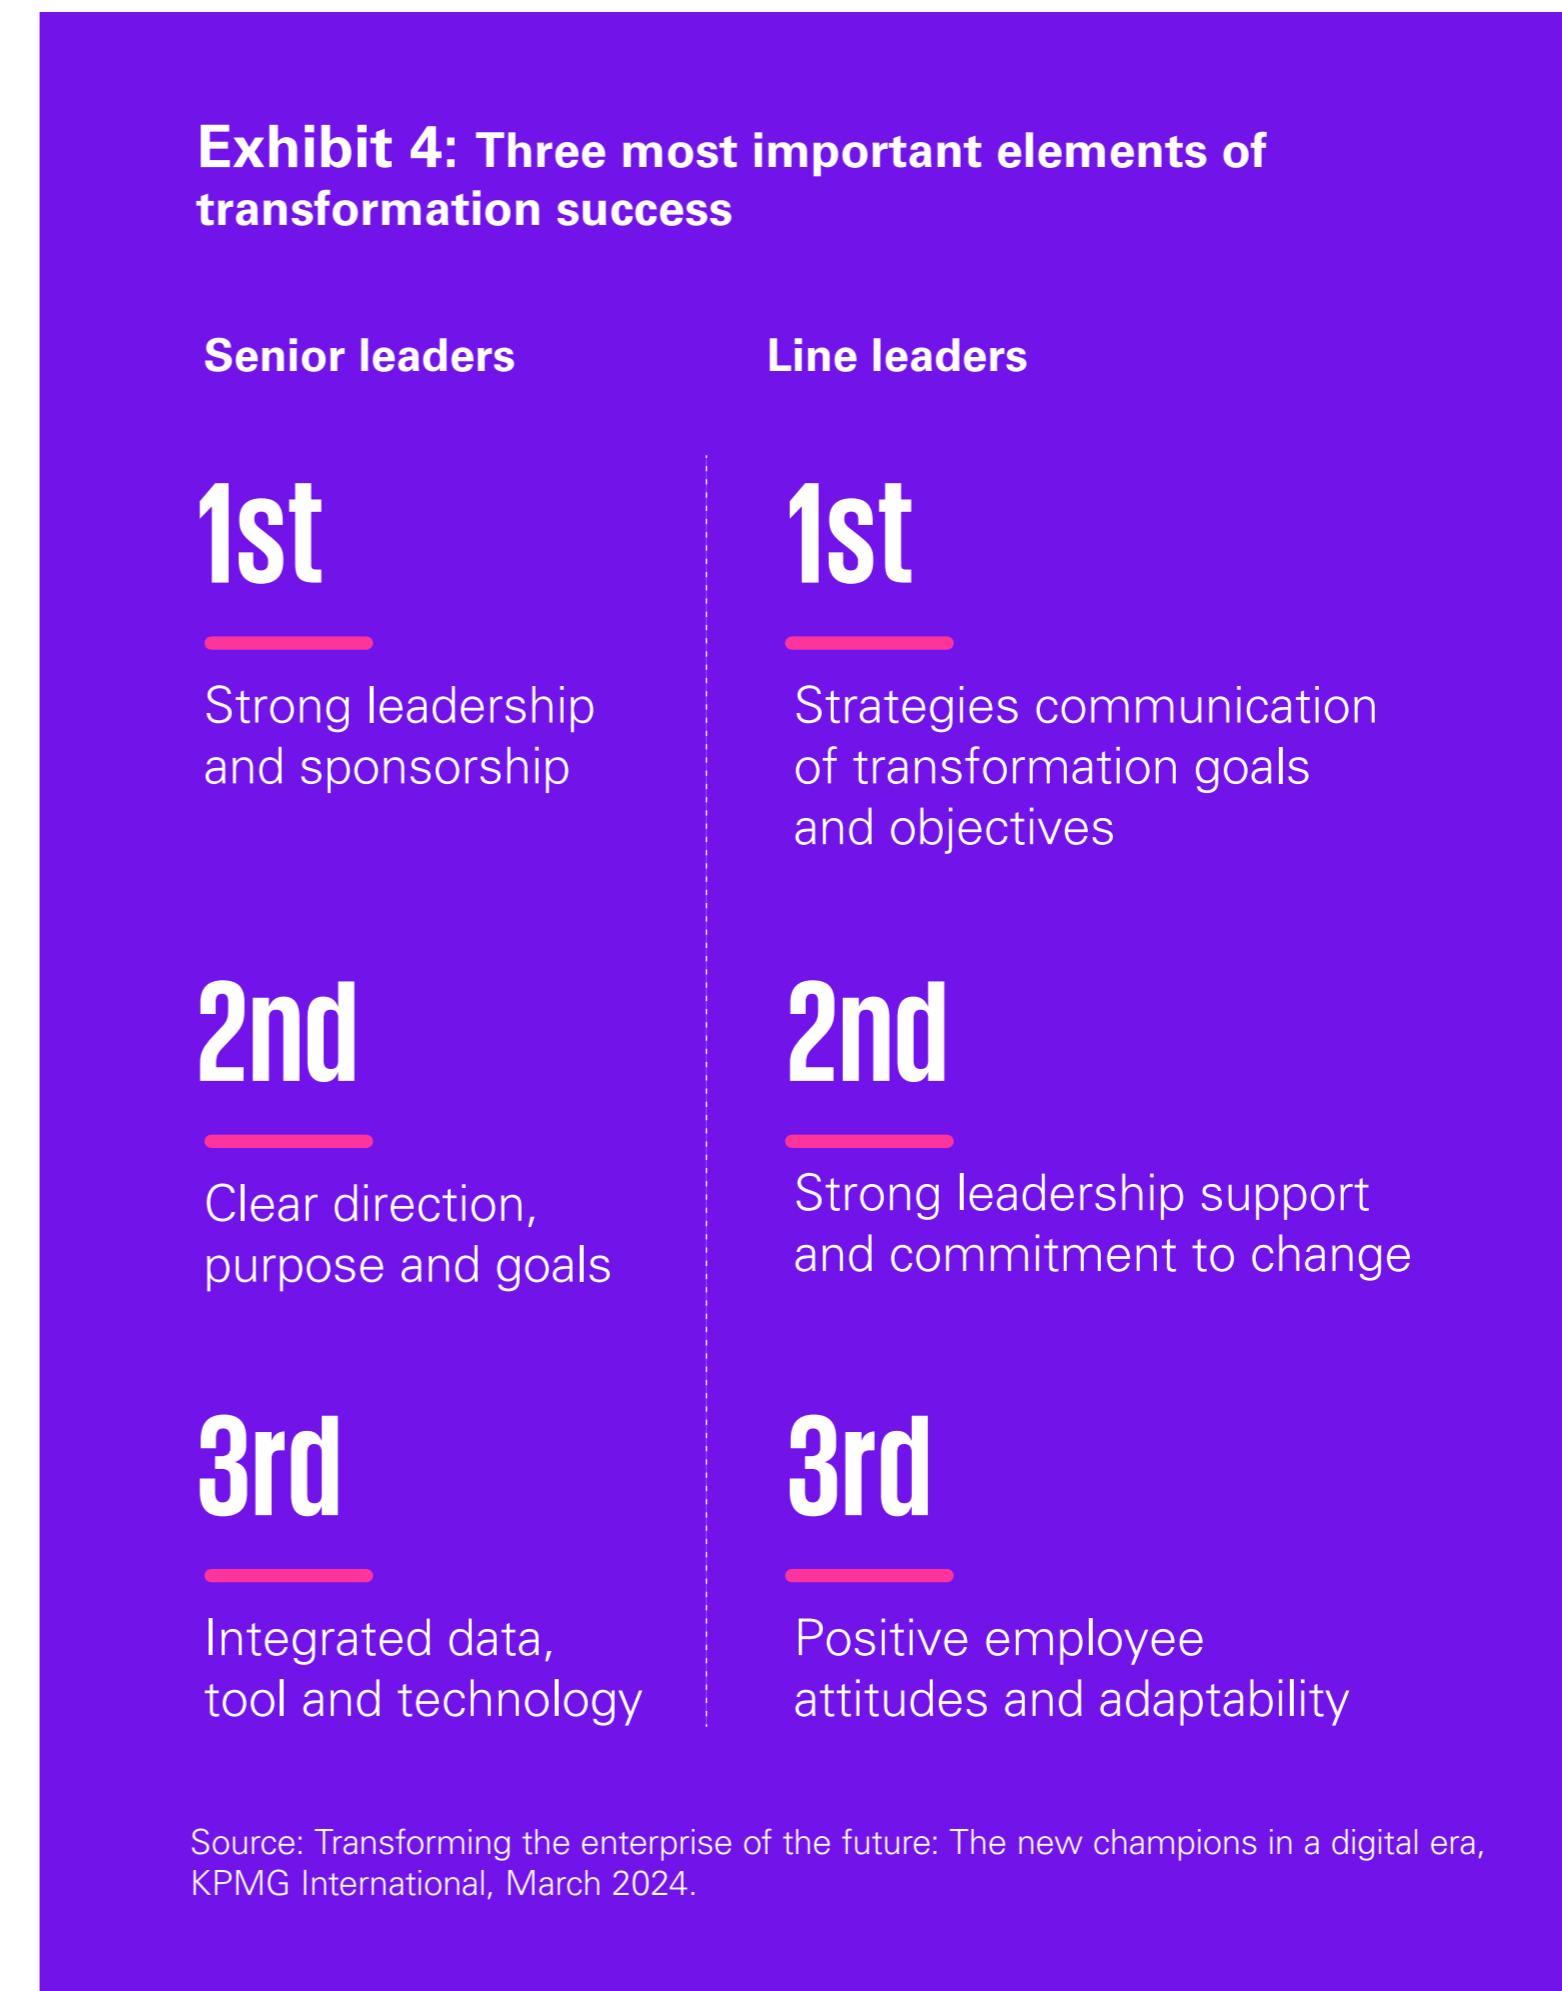 Exhibit 4: Three most important elements of
transformation success
Senior leaders
1st
Strong leadership
and sponsorship
2nd
Clear direction,
purpose and goals
3rd
Integrated data,
tool and technology
Line leaders
1st
Strategies communication
of transformation goals
and objectives
2nd
Strong leadership support
and commitment to change
3rd
Positive employee
attitudes and adaptability
Source: Transforming the enterprise of the future: The new champions in a digital era,
KPMG International, March 2024.